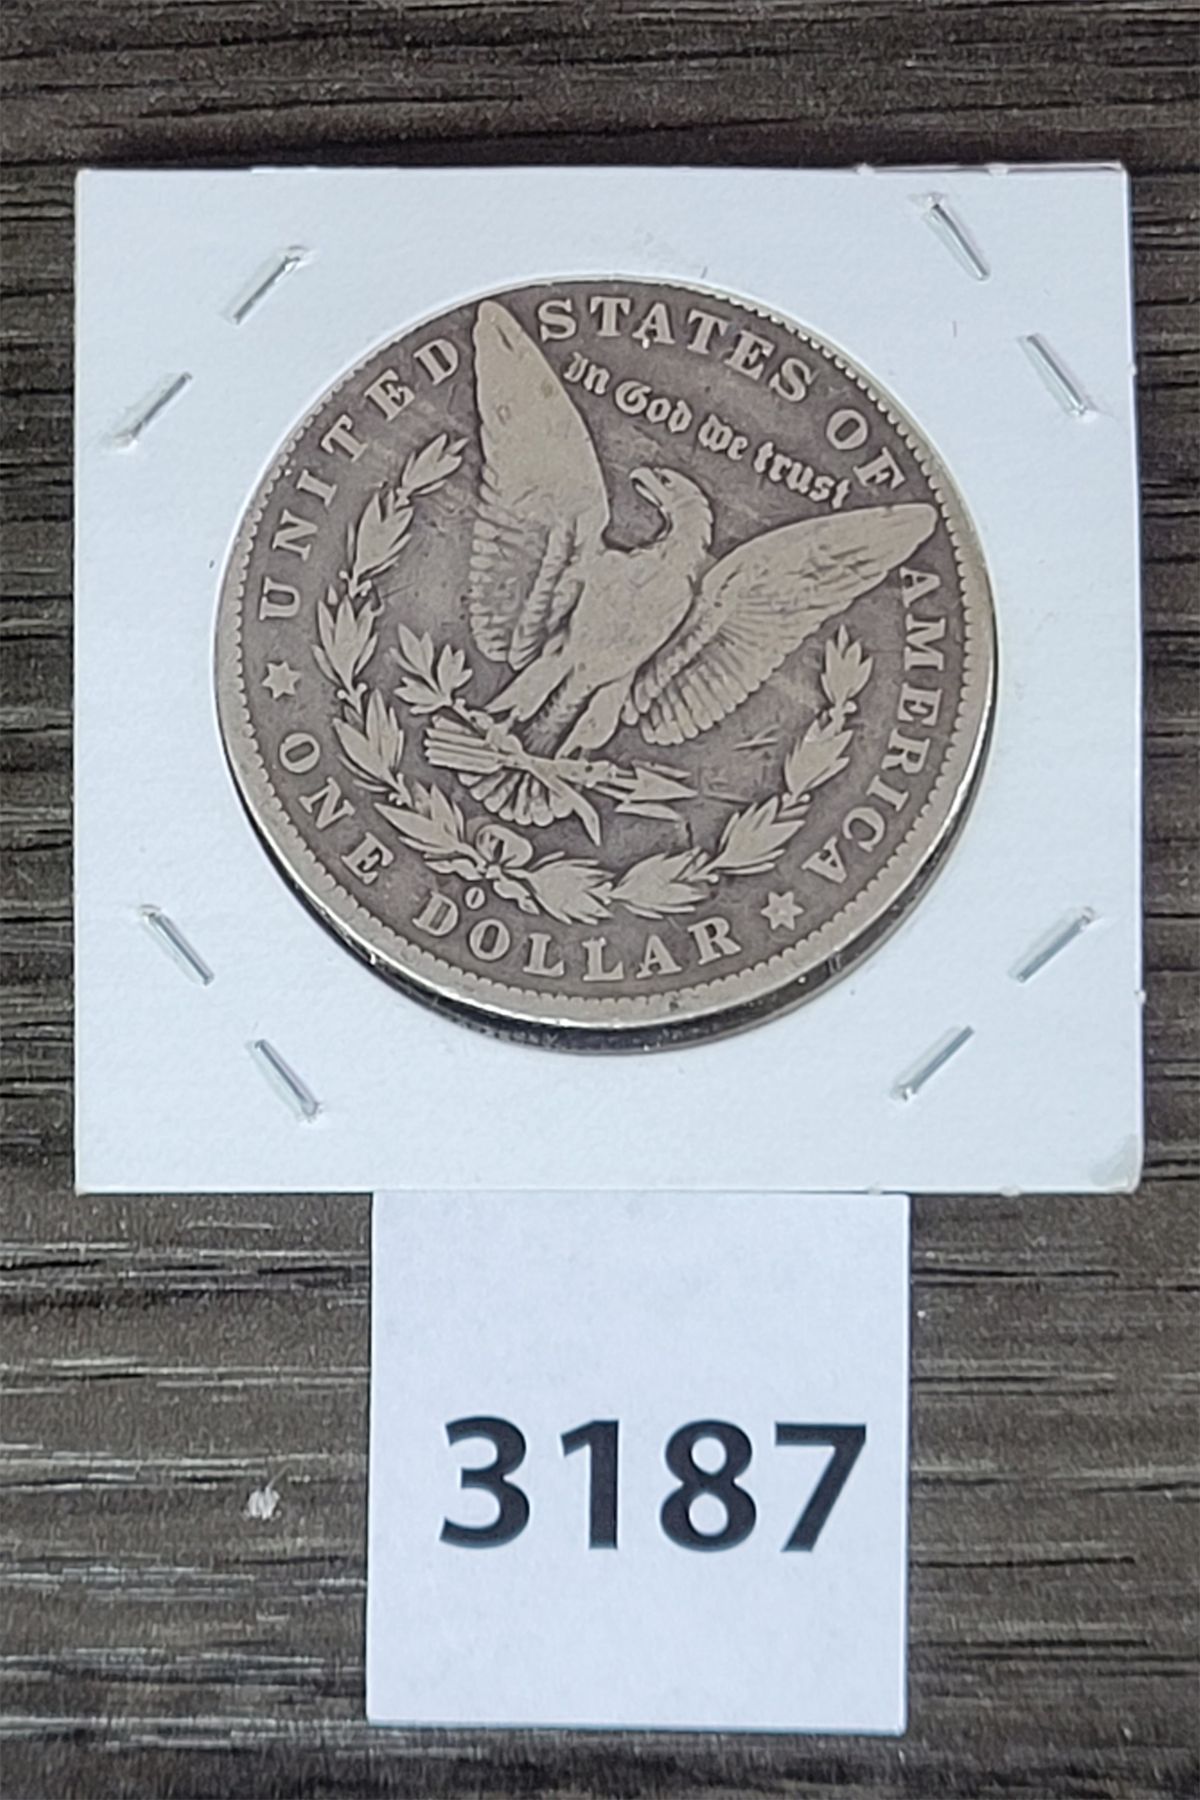 UNITED STATES OF AMERICA
In God we trust
O
ONE DOLLAR
3187